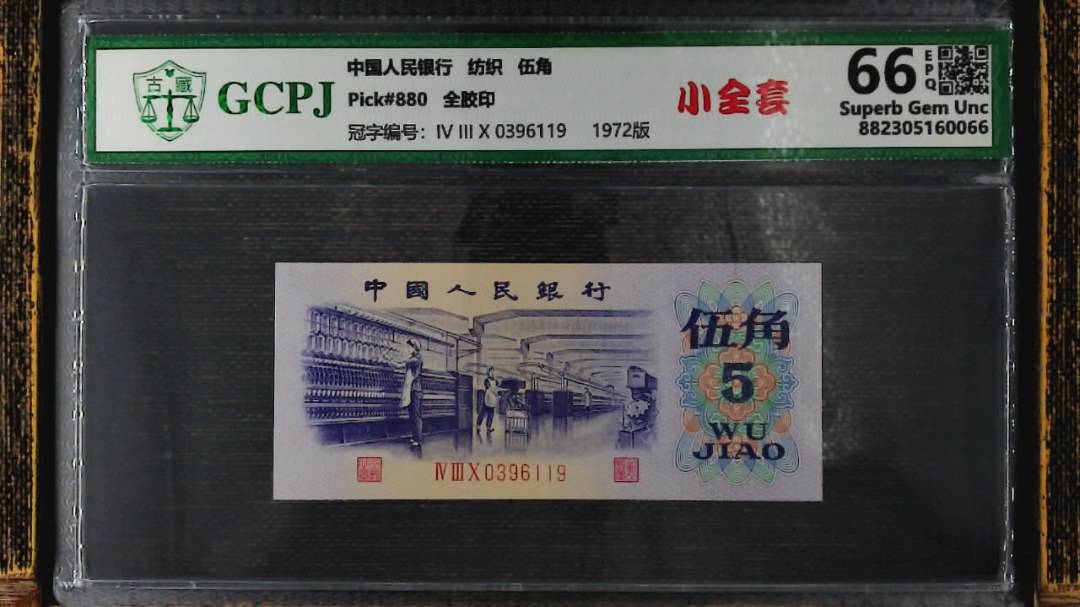 古藏
GCPJ
中国人民银行 纺织 伍角
Pick#880 全胶印
冠字编号: IV III X 0396119 1972版
小全套
66
EPQ
Superb Gem Unc
882305160066
中國人民銀行
伍角
5
WU
JIAO
IV III X 0396119